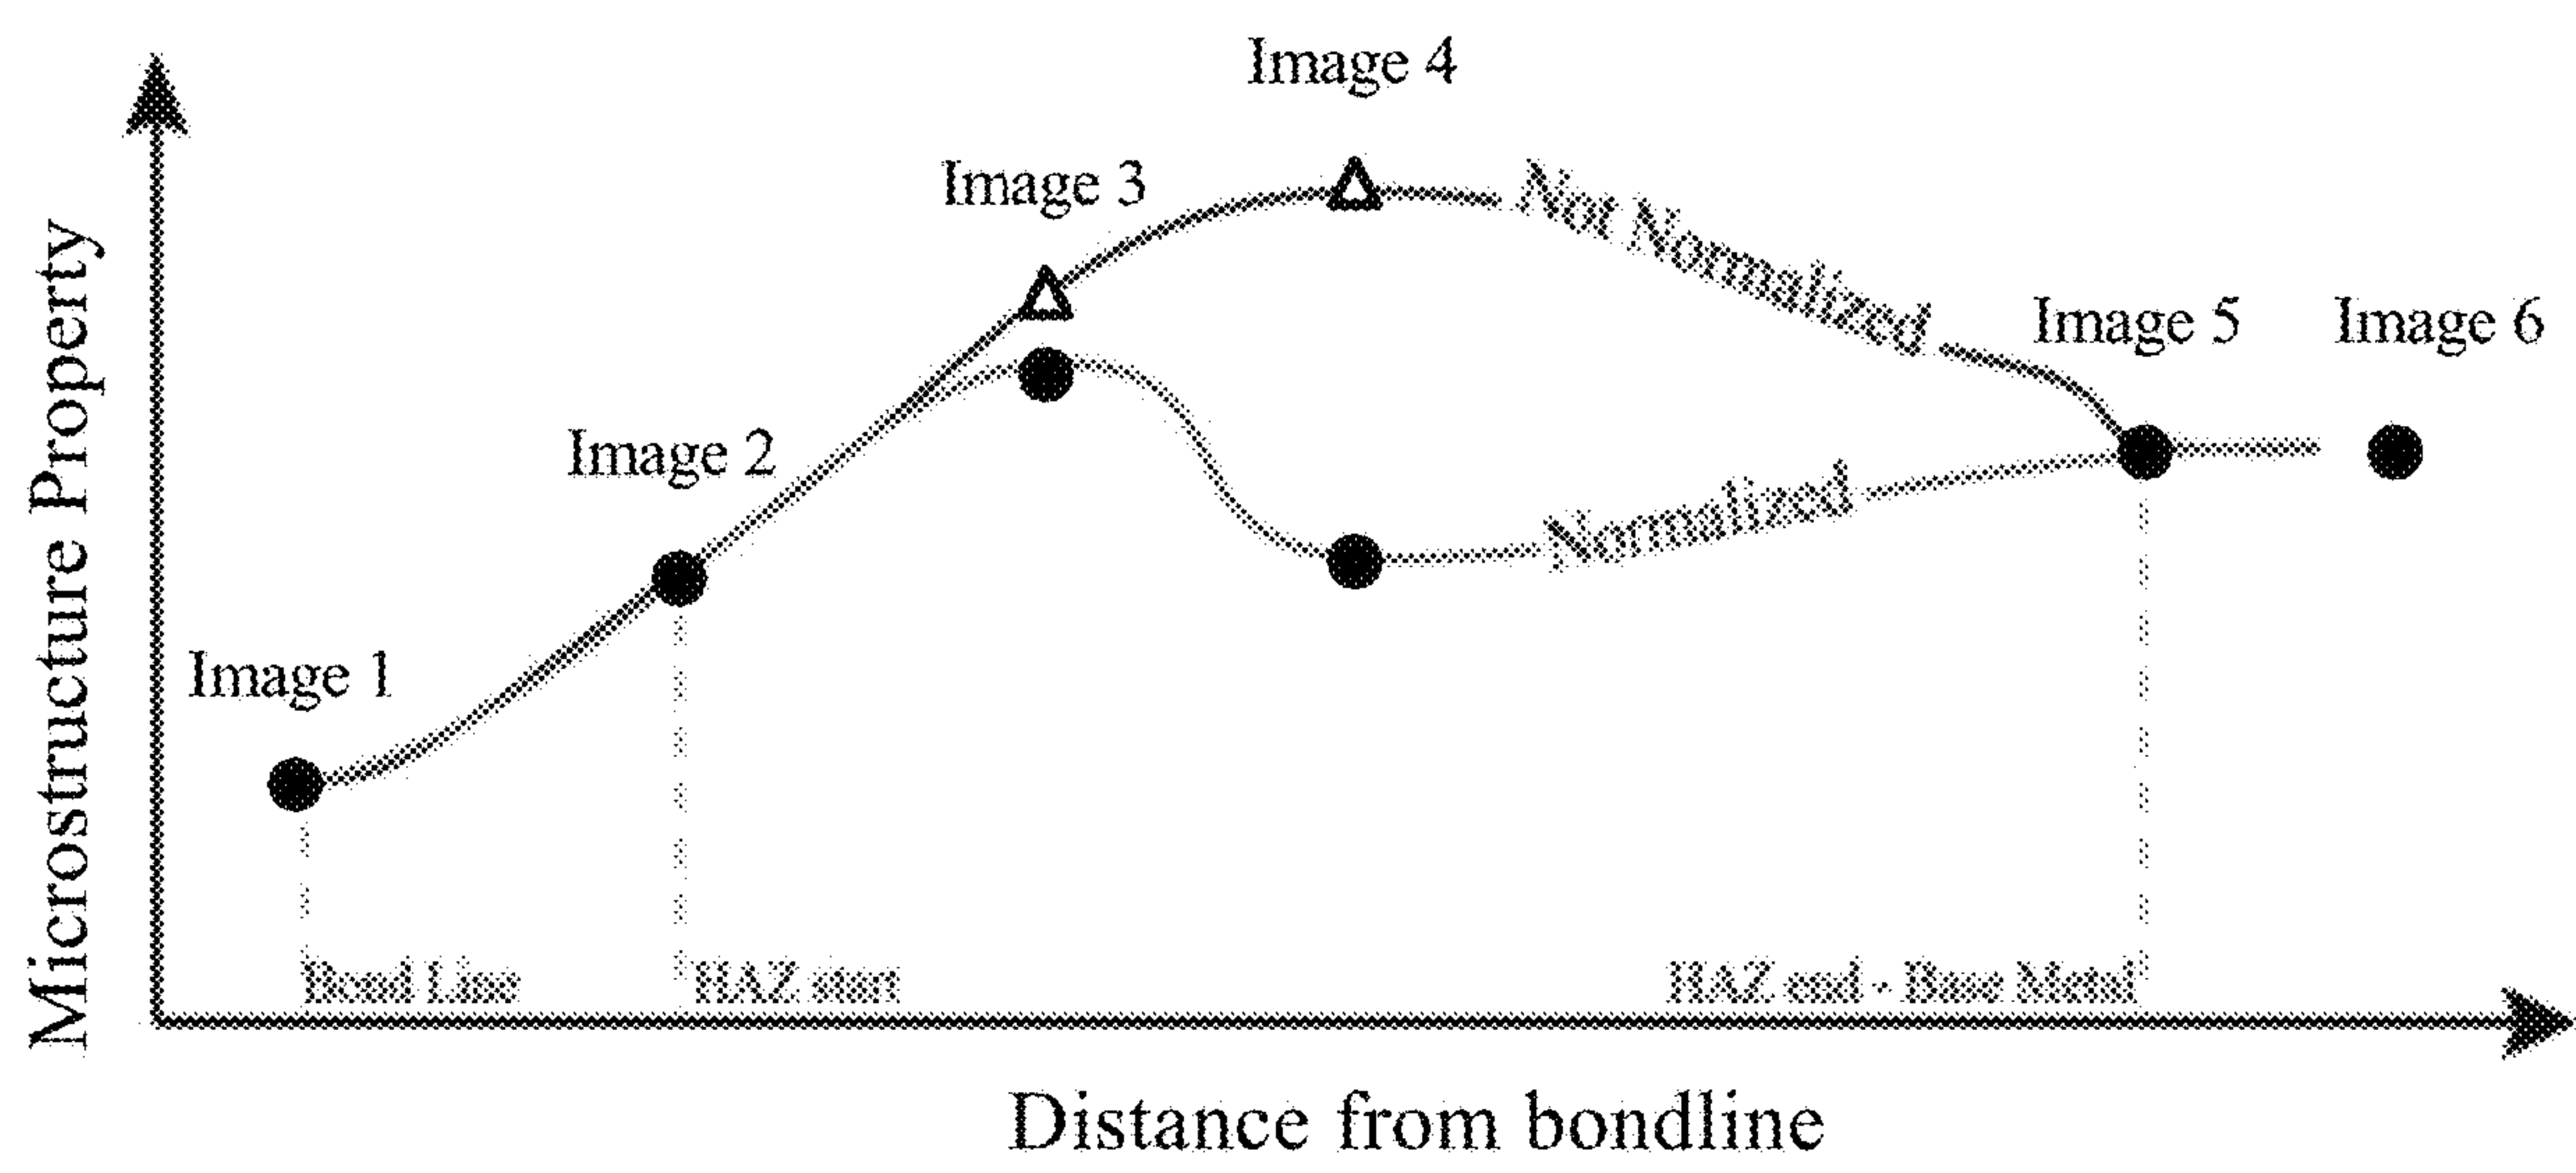 Image 4
Image 3
Not Normalized
Image 5
Image 6
Image 2
Normalized
Image 1
Microstructure Property
Bond Line
HAZ start
HAZ end - Base Metal
Distance from bondline